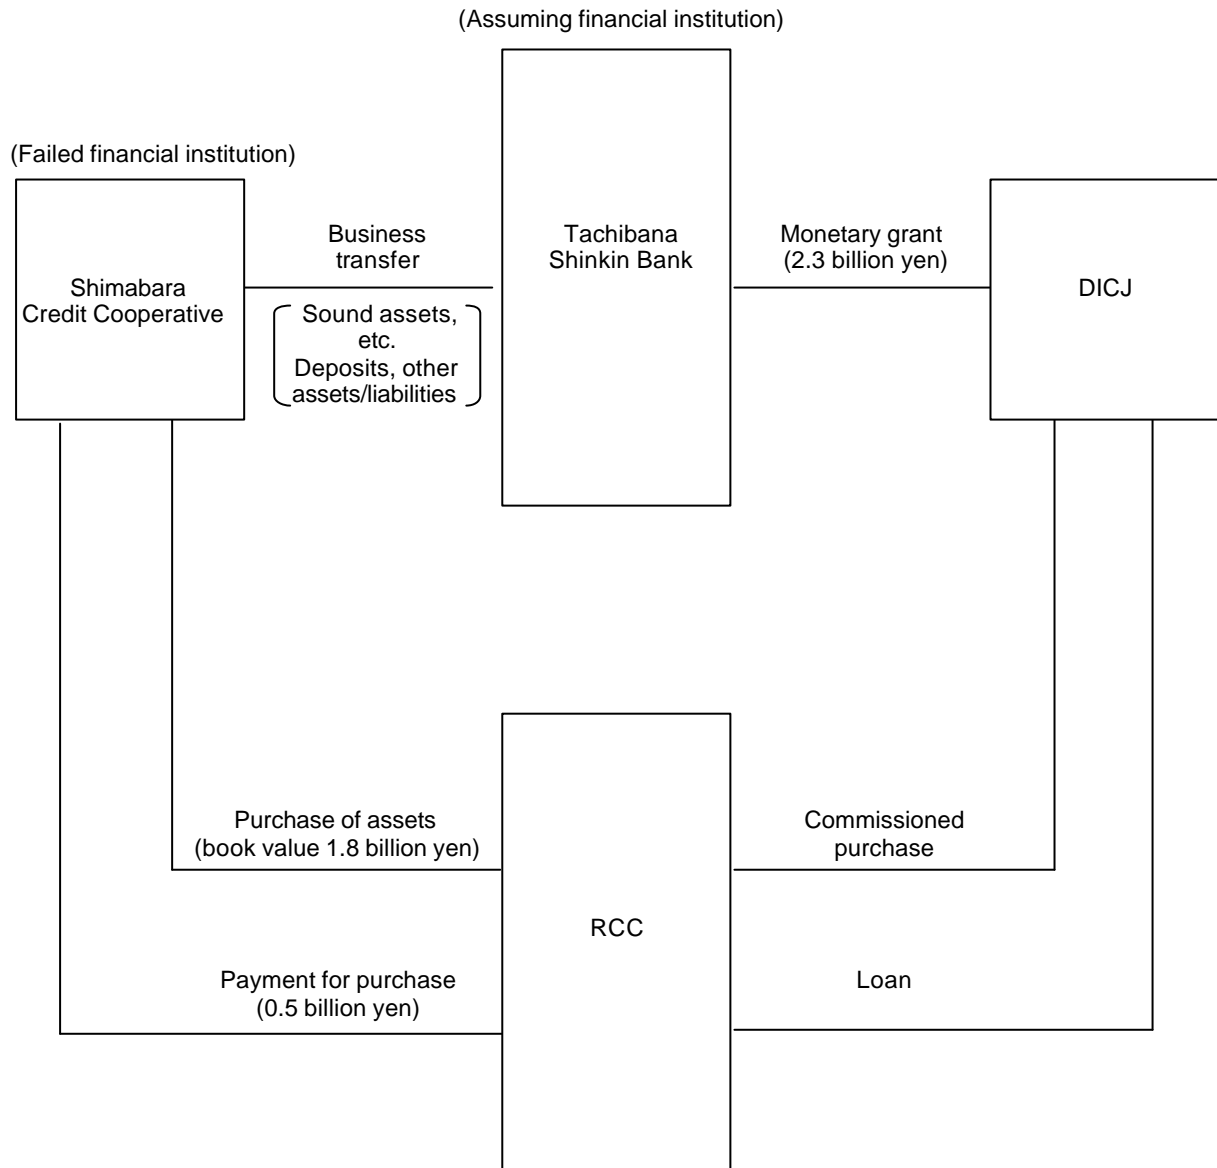 (Assuming financial institution)
(Failed financial institution)
Shimabara
Credit Cooperative
Business
transfer
Sound assets,
etc.
Deposits, other
assets/liabilities
Tachibana
Shinkin Bank
Monetary grant
(2.3 billion yen)
DICJ
Purchase of assets
(book value 1.8 billion yen)
Commissioned
purchase
RCC
Payment for purchase
(0.5 billion yen)
Loan